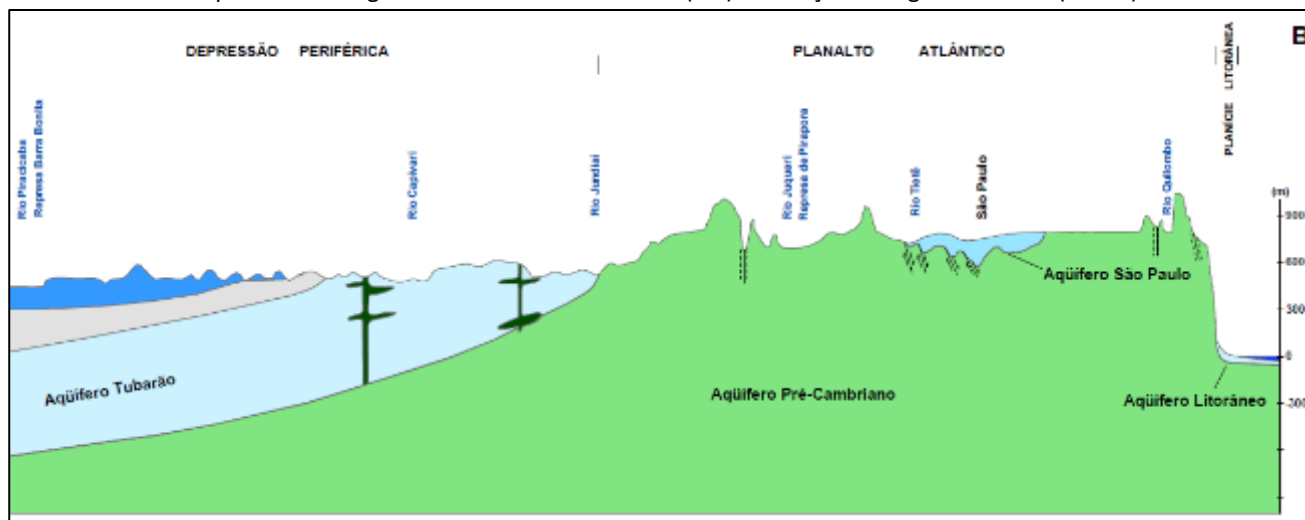 B
DEPRESSÃO PERIFÉRICA
PLANALTO ATLÂNTICO
PLANÍCIE LITORÂNEA
Rio Piracicaba
Represa Barra Bonita
Rio Capivari
Rio Jundiaí
Rio Juqueri
Represa de Pirapora
Rio Tietê
São Paulo
Rio Quilombo
(m)
900
600
300
0
-300
Aqüífero São Paulo
Aqüífero Tubarão
Aqüífero Pré-Cambriano
Aqüífero Litorâneo